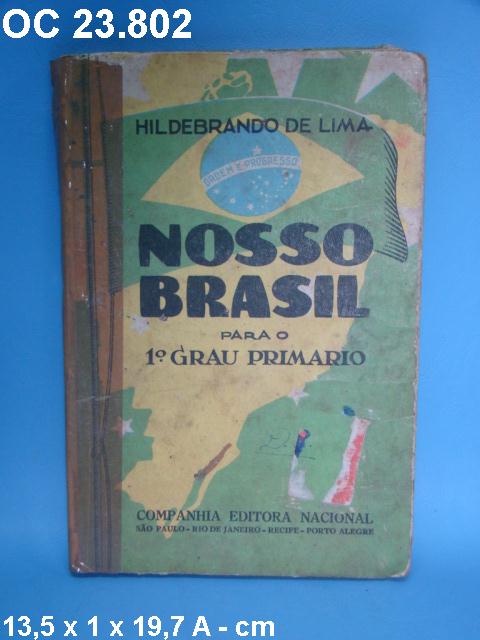 OC 23.802
HILDEBRANDO DE LIMA
ORDEM E PROGRESSO
NOSSO
BRASIL
PARA O
1º GRAU PRIMARIO
COMPANHIA EDITORA NACIONAL
SÃO PAULO - RIO DE JANEIRO - RECIFE - PORTO ALEGRE
13,5 x 1 x 19,7 A - cm